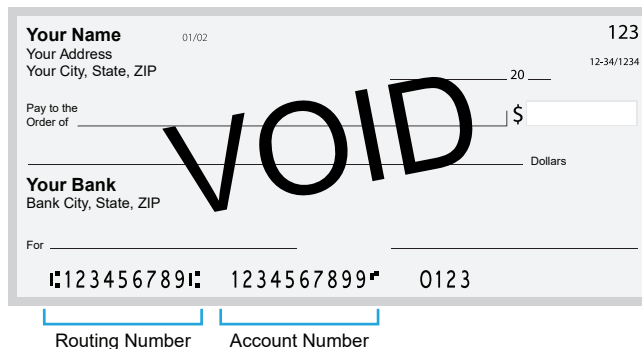 Your Name 01/02 123
Your Address 12-34/1234
Your City, State, ZIP
20
Pay to the
Order of $
VOID
Dollars
Your Bank
Bank City, State, ZIP
For
⑆123456789⑆ 1234567899⑈ 0123
Routing Number Account Number